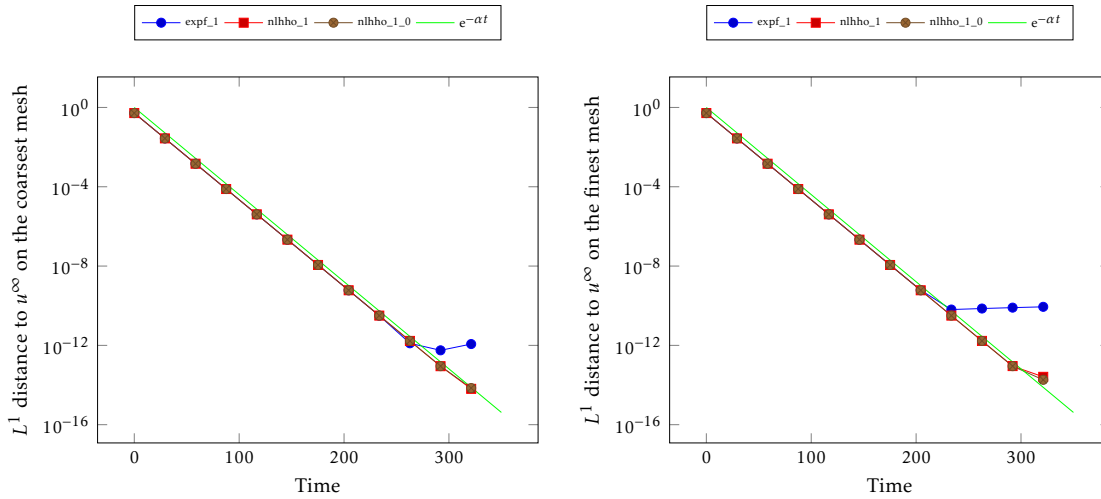 expf_1 nlhho_1 nlhho_1_0 e^{−αt}
10^0
10^{−4}
10^{−8}
10^{−12}
10^{−16}
0 100 200 300
Time
L^1 distance to u^∞ on the coarsest mesh
expf_1 nlhho_1 nlhho_1_0 e^{−αt}
10^0
10^{−4}
10^{−8}
10^{−12}
10^{−16}
0 100 200 300
Time
L^1 distance to u^∞ on the finest mesh